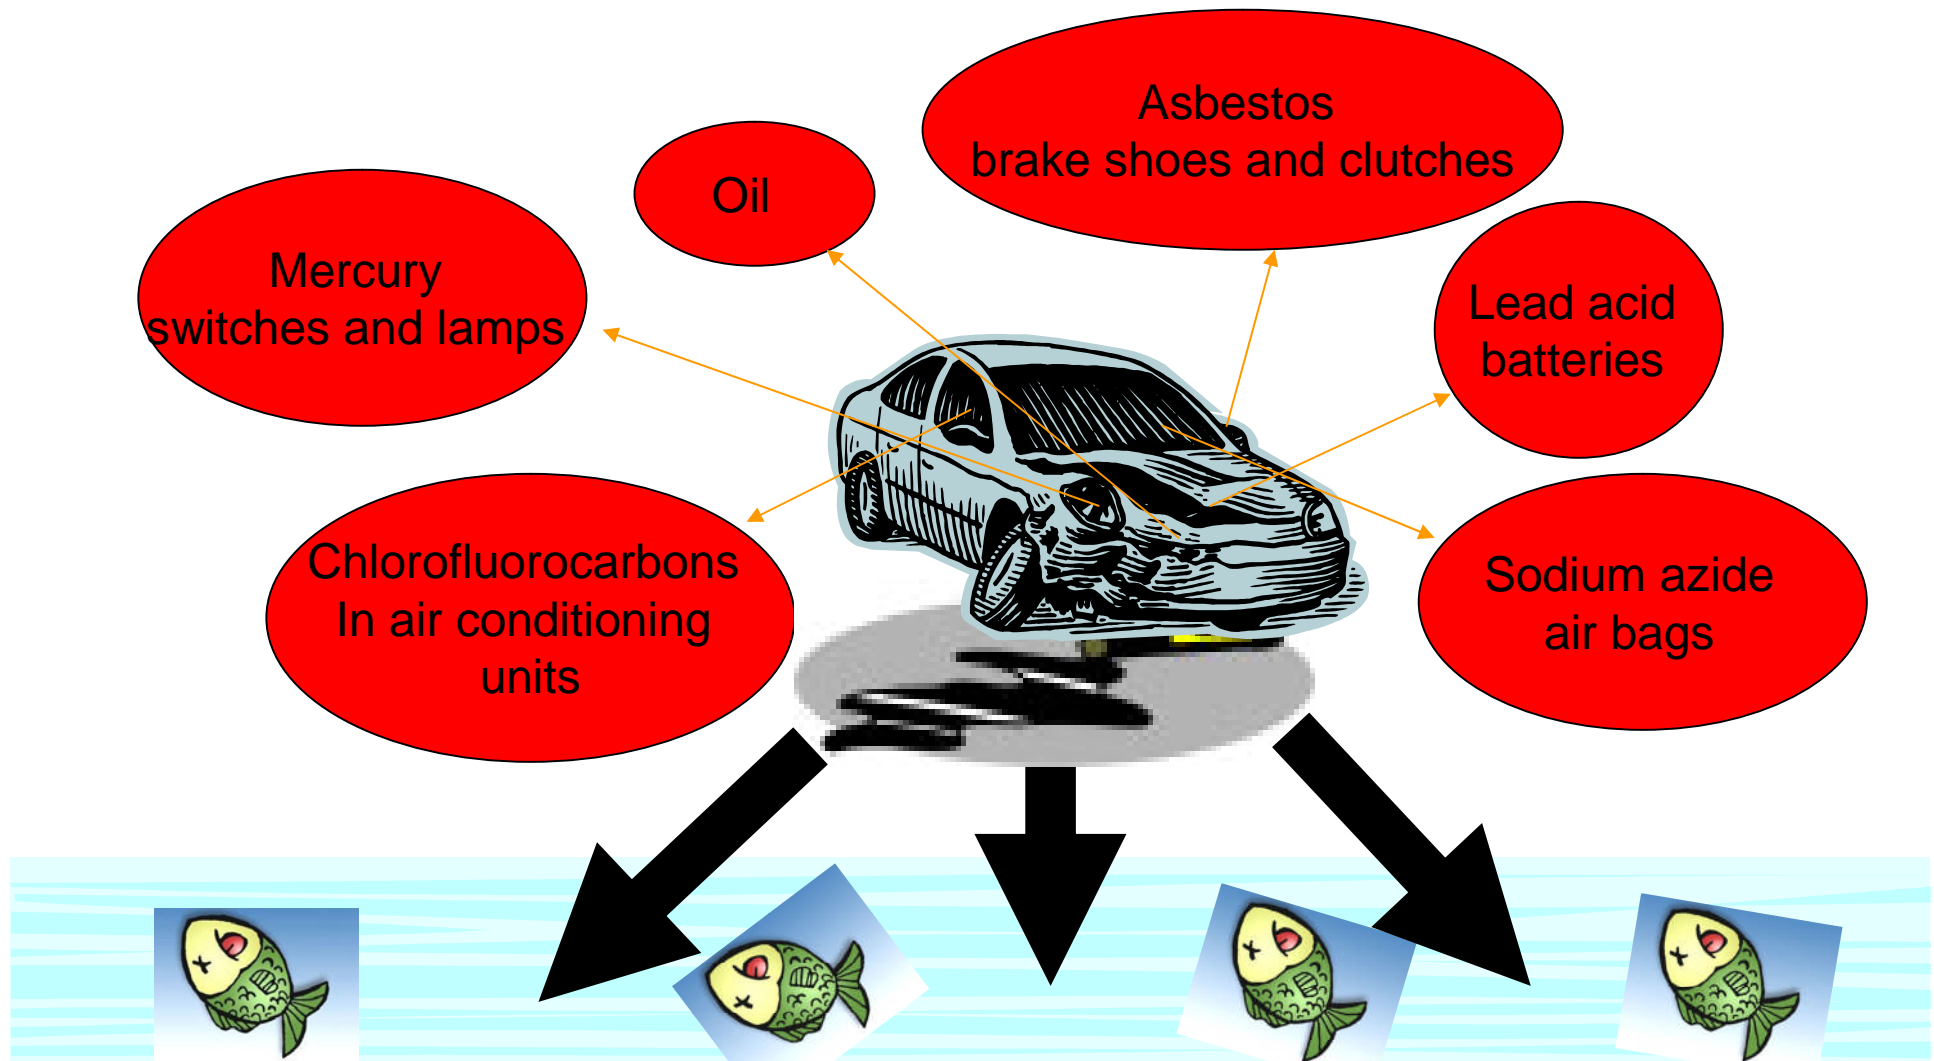 Asbestos
brake shoes and clutches
Oil
Mercury
switches and lamps
Lead acid
batteries
Chlorofluorocarbons
In air conditioning
units
Sodium azide
air bags